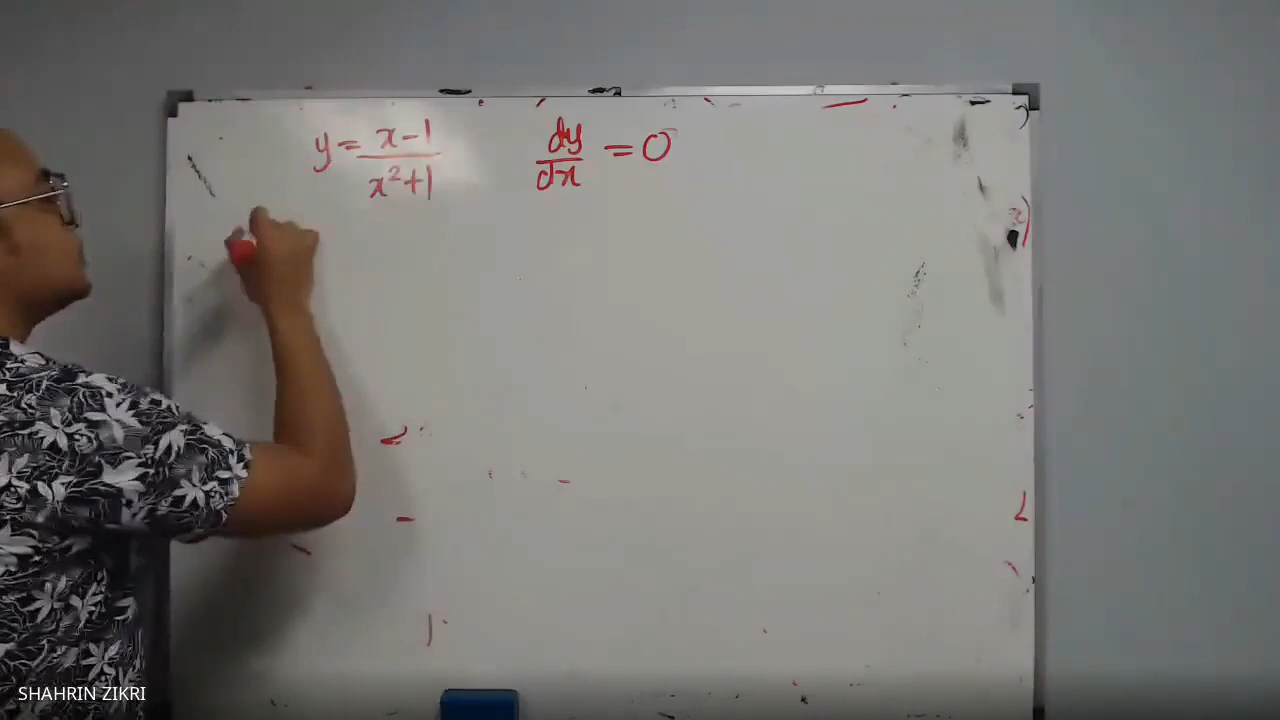 y = x-1 / x²+1    dy/dx = 0
x)
SHAHRIN ZIKRI